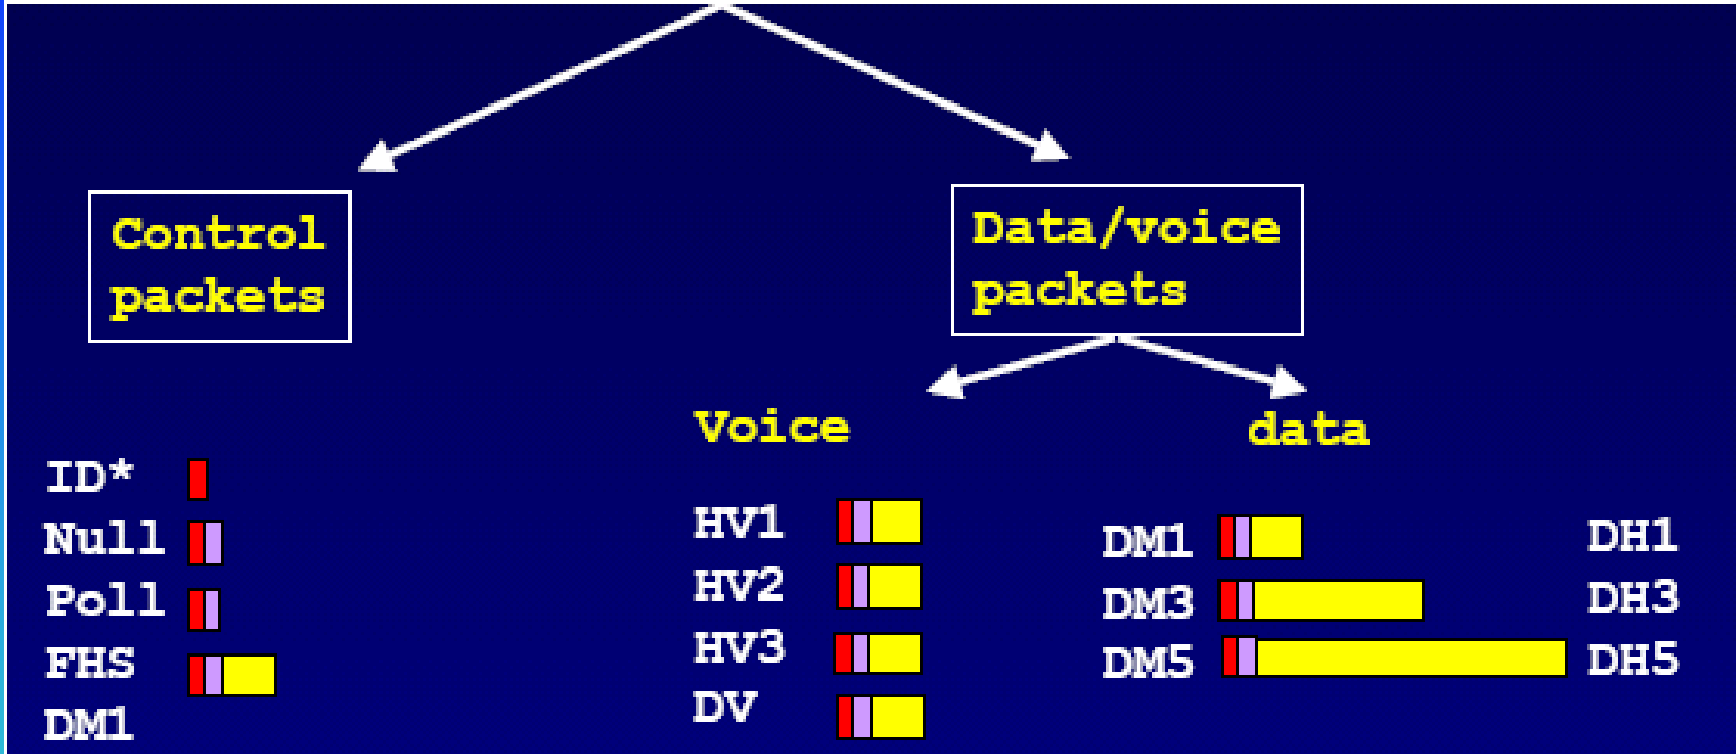 Control
packets
Data/voice
packets
Voice
data
ID*
Null
Poll
FHS
DM1
HV1
HV2
HV3
DV
DM1
DH1
DM3
DH3
DM5
DH5